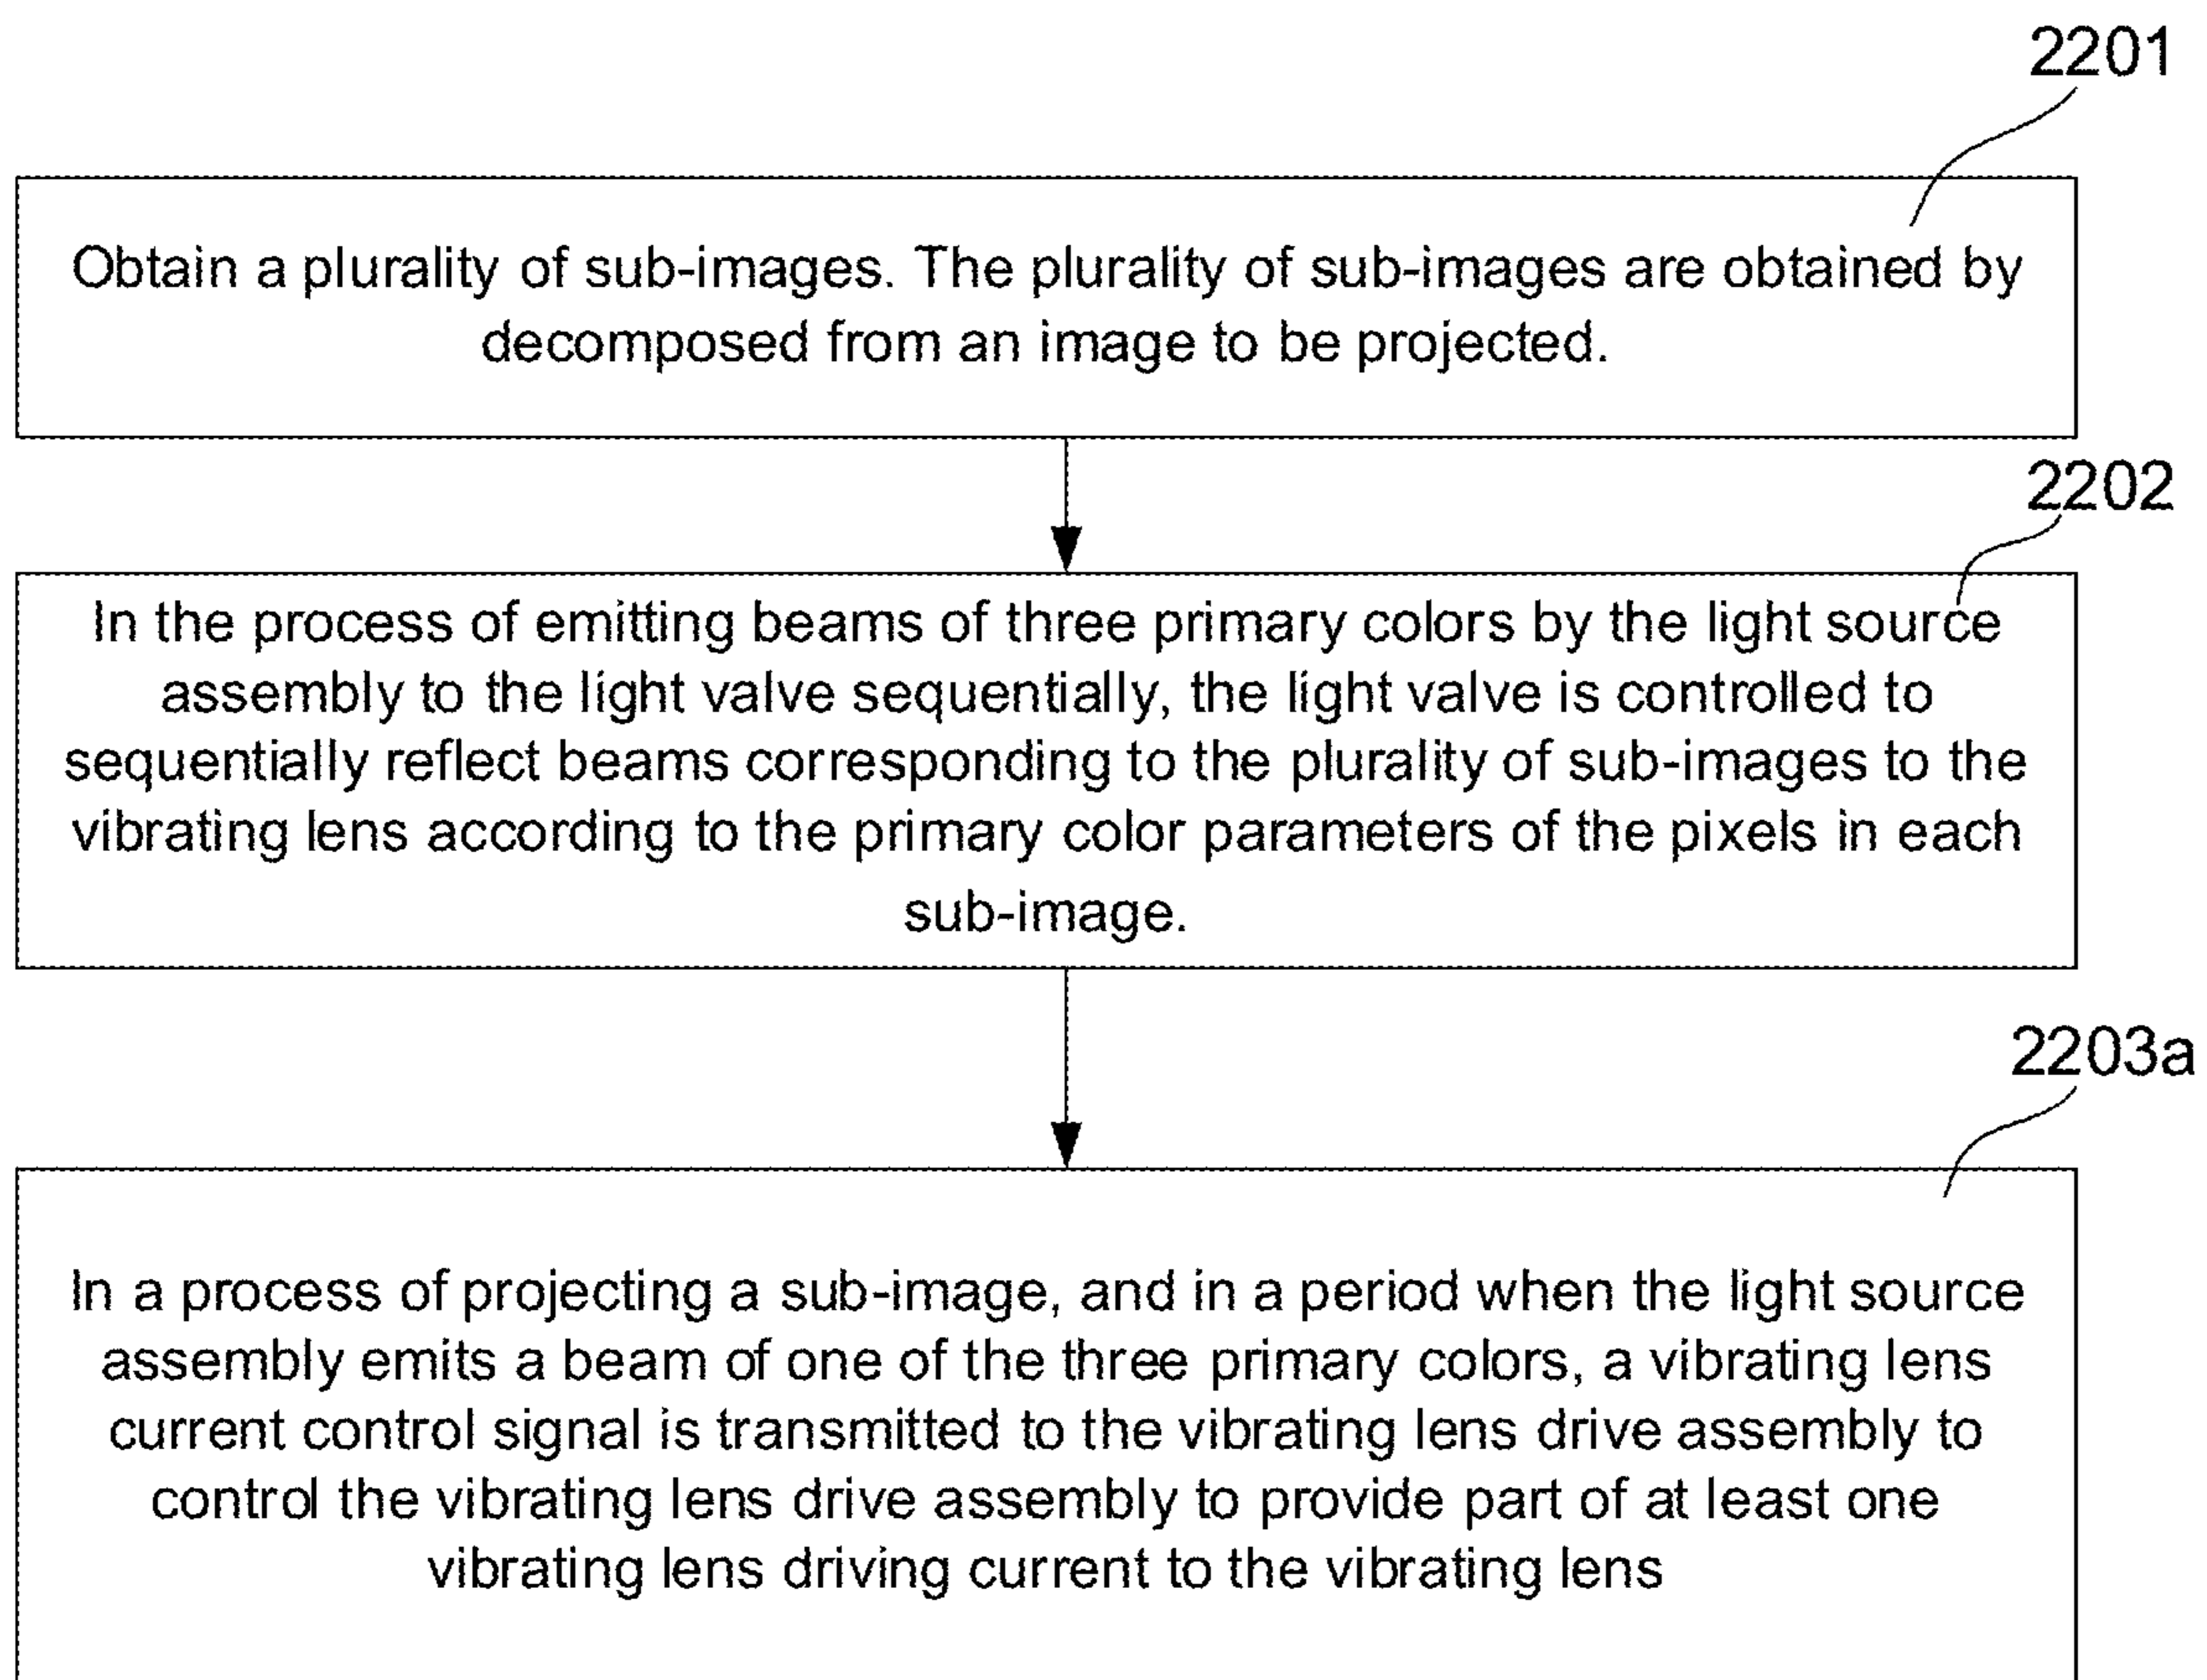 2201
Obtain a plurality of sub-images. The plurality of sub-images are obtained by
decomposed from an image to be projected.
2202
In the process of emitting beams of three primary colors by the light source
assembly to the light valve sequentially, the light valve is controlled to
sequentially reflect beams corresponding to the plurality of sub-images to the
vibrating lens according to the primary color parameters of the pixels in each
sub-image.
2203a
In a process of projecting a sub-image, and in a period when the light source
assembly emits a beam of one of the three primary colors, a vibrating lens
current control signal is transmitted to the vibrating lens drive assembly to
control the vibrating lens drive assembly to provide part of at least one
vibrating lens driving current to the vibrating lens